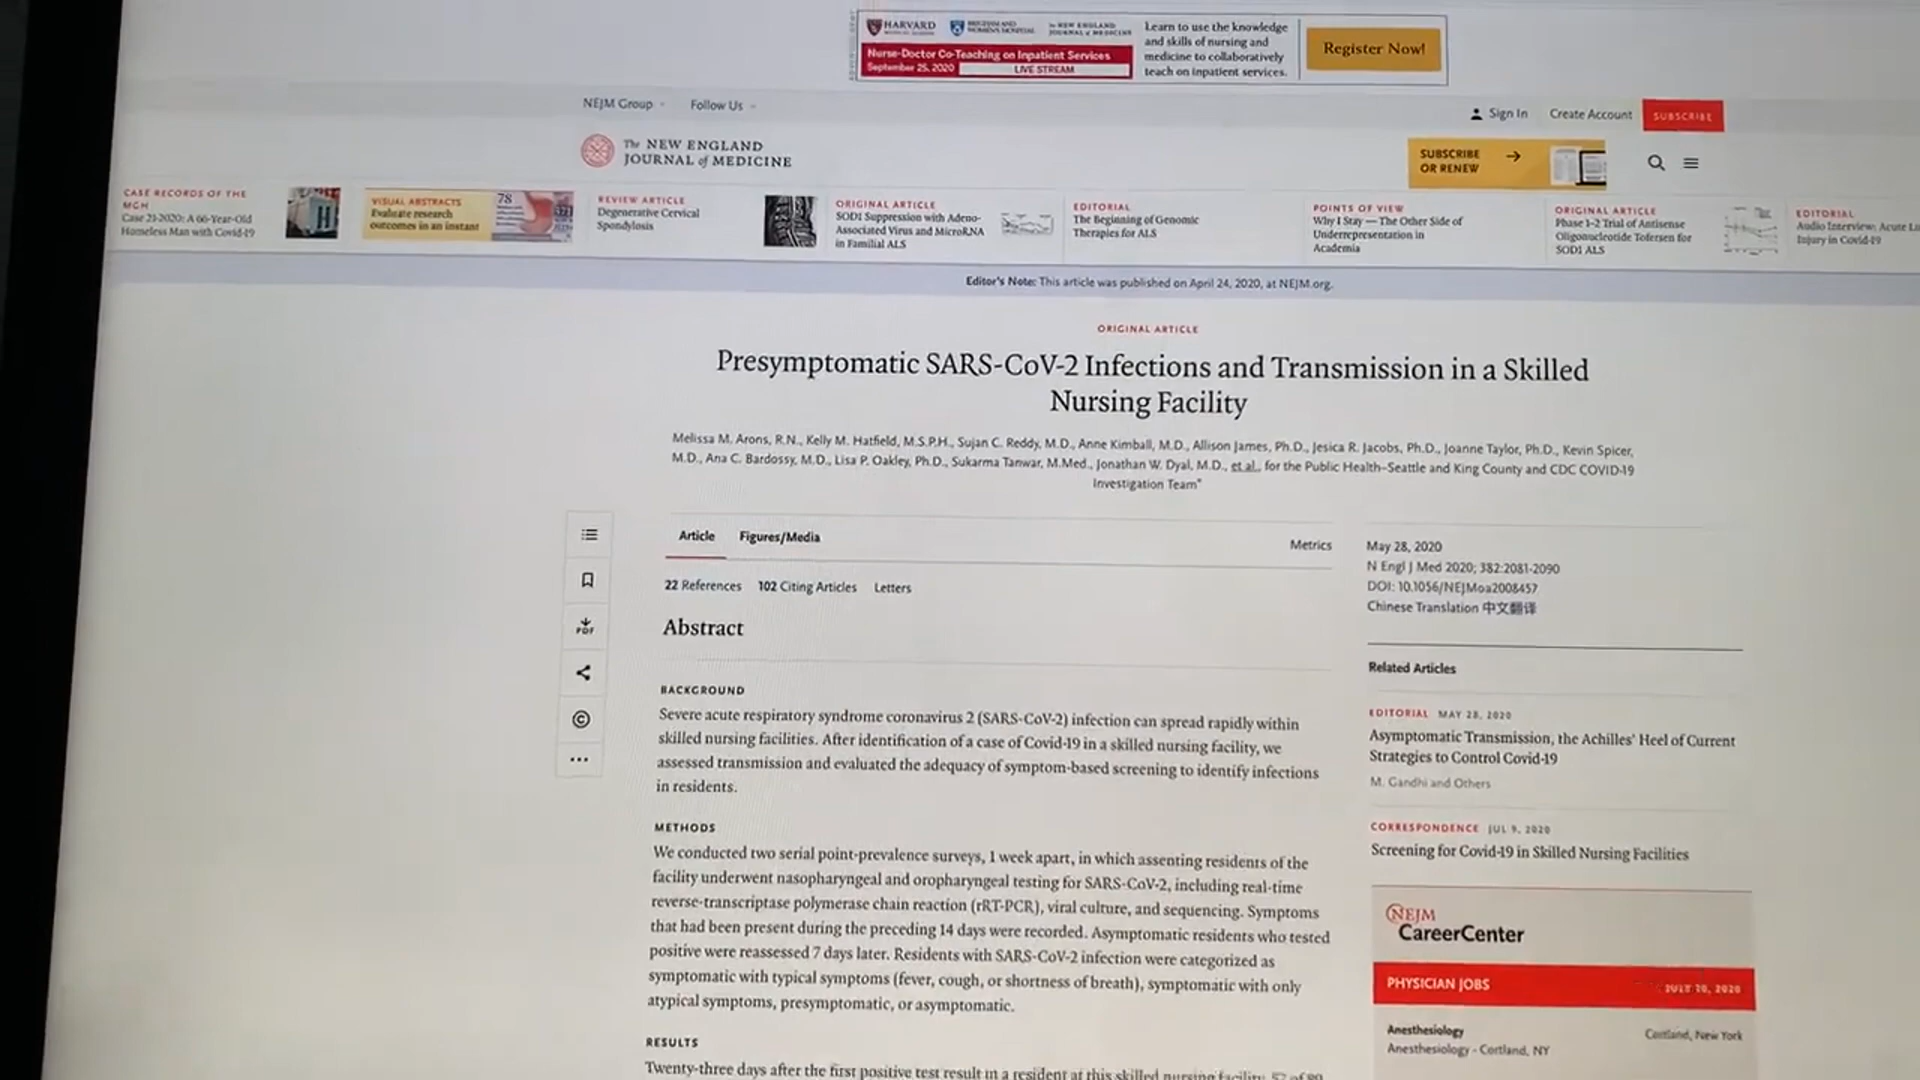 HARVARD
Nurse-Doctor Co-Teaching on Inpatient Services
September 25, 2020 LIVE STREAM
Learn to use the knowledge
and skills of nursing and
medicine to collaboratively
teach on inpatient services.
Register Now!
NEJM Group
Follow Us
Sign In
Create Account
SUBSCRIBE
The NEW ENGLAND
JOURNAL of MEDICINE
SUBSCRIBE
OR RENEW
CASE RECORDS OF THE
MGH
Case 21-2020: A 66-Year-Old
Homeless Man with Covid-19
VISUAL ABSTRACTS
Evaluate research
outcomes in an instant
78
REVIEW ARTICLE
Degenerative Cervical
Spondylosis
ORIGINAL ARTICLE
SOD1 Suppression with Adeno-
Associated Virus and MicroRNA
in Familial ALS
EDITORIAL
The Beginning of Genomic
Therapies for ALS
POINTS OF VIEW
Why I Stay — The Other Side of
Underrepresentation in
Academia
ORIGINAL ARTICLE
Phase 1–2 Trial of Antisense
Oligonucleotide Tofersen for
SOD1 ALS
EDITORIAL
Audio Interview: Acute
Injury in Covid-19
Editor's Note: This article was published on April 24, 2020, at NEJM.org.
ORIGINAL ARTICLE
Presymptomatic SARS-CoV-2 Infections and Transmission in a Skilled
Nursing Facility
Melissa M. Arons, R.N., Kelly M. Hatfield, M.S.P.H., Sujan C. Reddy, M.D., Anne Kimball, M.D., Allison James, Ph.D., Jesica R. Jacobs, Ph.D., Joanne Taylor, Ph.D., Kevin Spicer,
M.D., Ana C. Bardossy, M.D., Lisa P. Oakley, Ph.D., Sukarma Tanwar, M.Med., Jonathan W. Dyal, M.D., et al., for the Public Health–Seattle and King County and CDC COVID-19
Investigation Team*
Article
Figures/Media
Metrics
22 References
102 Citing Articles
Letters
May 28, 2020
N Engl J Med 2020; 382:2081-2090
DOI: 10.1056/NEJMoa2008457
Chinese Translation 中文翻译
PDF
Abstract
BACKGROUND
Severe acute respiratory syndrome coronavirus 2 (SARS-CoV-2) infection can spread rapidly within
skilled nursing facilities. After identification of a case of Covid-19 in a skilled nursing facility, we
assessed transmission and evaluated the adequacy of symptom-based screening to identify infections
in residents.
METHODS
We conducted two serial point-prevalence surveys, 1 week apart, in which assenting residents of the
facility underwent nasopharyngeal and oropharyngeal testing for SARS-CoV-2, including real-time
reverse-transcriptase polymerase chain reaction (rRT-PCR), viral culture, and sequencing. Symptoms
that had been present during the preceding 14 days were recorded. Asymptomatic residents who tested
positive were reassessed 7 days later. Residents with SARS-CoV-2 infection were categorized as
symptomatic with typical symptoms (fever, cough, or shortness of breath), symptomatic with only
atypical symptoms, presymptomatic, or asymptomatic.
RESULTS
Twenty-three days after the first positive test result in a resident at this skilled nursing facility, 57 of 89
Related Articles
EDITORIAL MAY 28, 2020
Asymptomatic Transmission, the Achilles' Heel of Current
Strategies to Control Covid-19
M. Gandhi and Others
CORRESPONDENCE JUL 9, 2020
Screening for Covid-19 in Skilled Nursing Facilities
NEJM
CareerCenter
PHYSICIAN JOBS
JULY 10, 2020
Anesthesiology
Cortland, New York
Anesthesiology - Cortland, NY